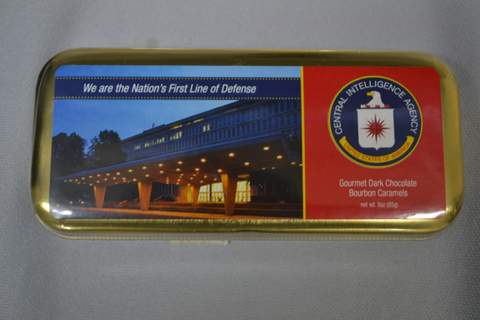 We are the Nation's First Line of Defense
CENTRAL INTELLIGENCE AGENCY
UNITED STATES OF AMERICA
Gourmet Dark Chocolate
Bourbon Caramels
net wt. 3oz (85g)